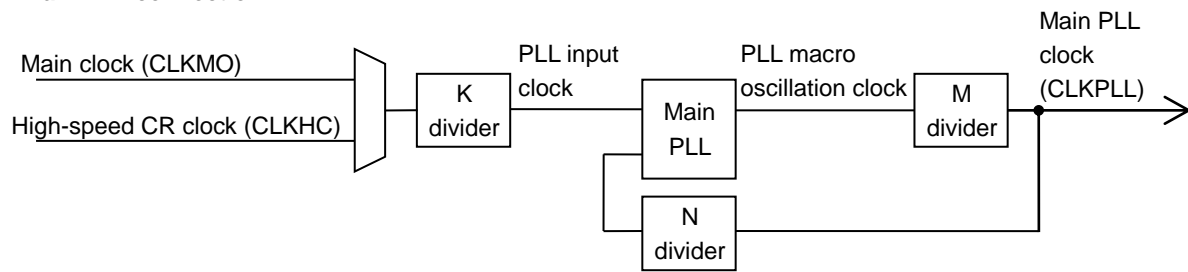 Main clock (CLKMO)
High-speed CR clock (CLKHC)
K
divider
PLL input
clock
Main
PLL
PLL macro
oscillation clock
M
divider
Main PLL
clock
(CLKPLL)
N
divider